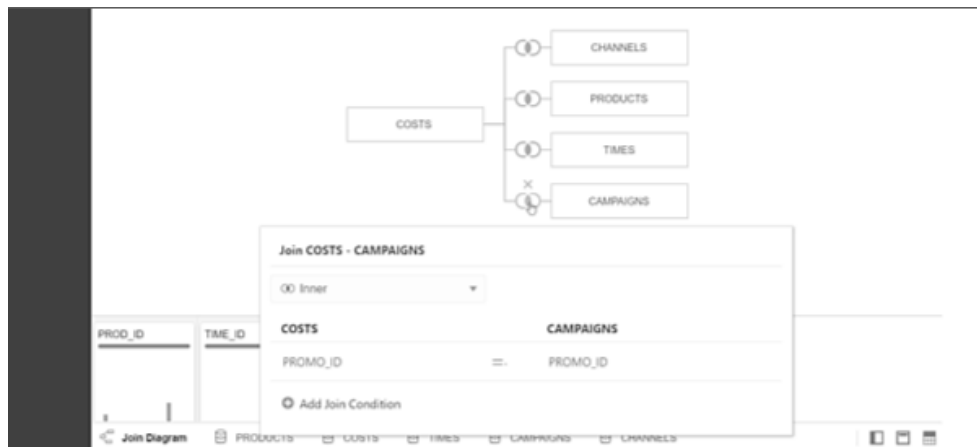 CHANNELS
PRODUCTS
COSTS
TIMES
CAMPAIGNS
Join COSTS - CAMPAIGNS
Inner
COSTS CAMPAIGNS
PROMO_ID = PROMO_ID
Add Join Condition
PROD_ID TIME_ID
Join Diagram PRODUCTS COSTS TIMES CAMPAIGNS CHANNELS